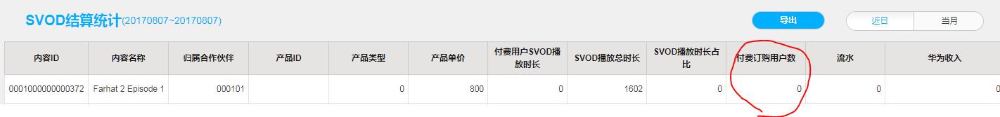 SVOD结算统计(20170807~20170807)
导出
近日
当月
内容ID
内容名称
归属合作伙伴
产品ID
产品类型
产品单价
付费用户SVOD播
放时长
SVOD播放总时长
SVOD播放时长占
比
付费订购用户数
流水
华为收入
0001000000000372
Farhat 2 Episode 1
000101
0
800
0
1602
0
0
0
0